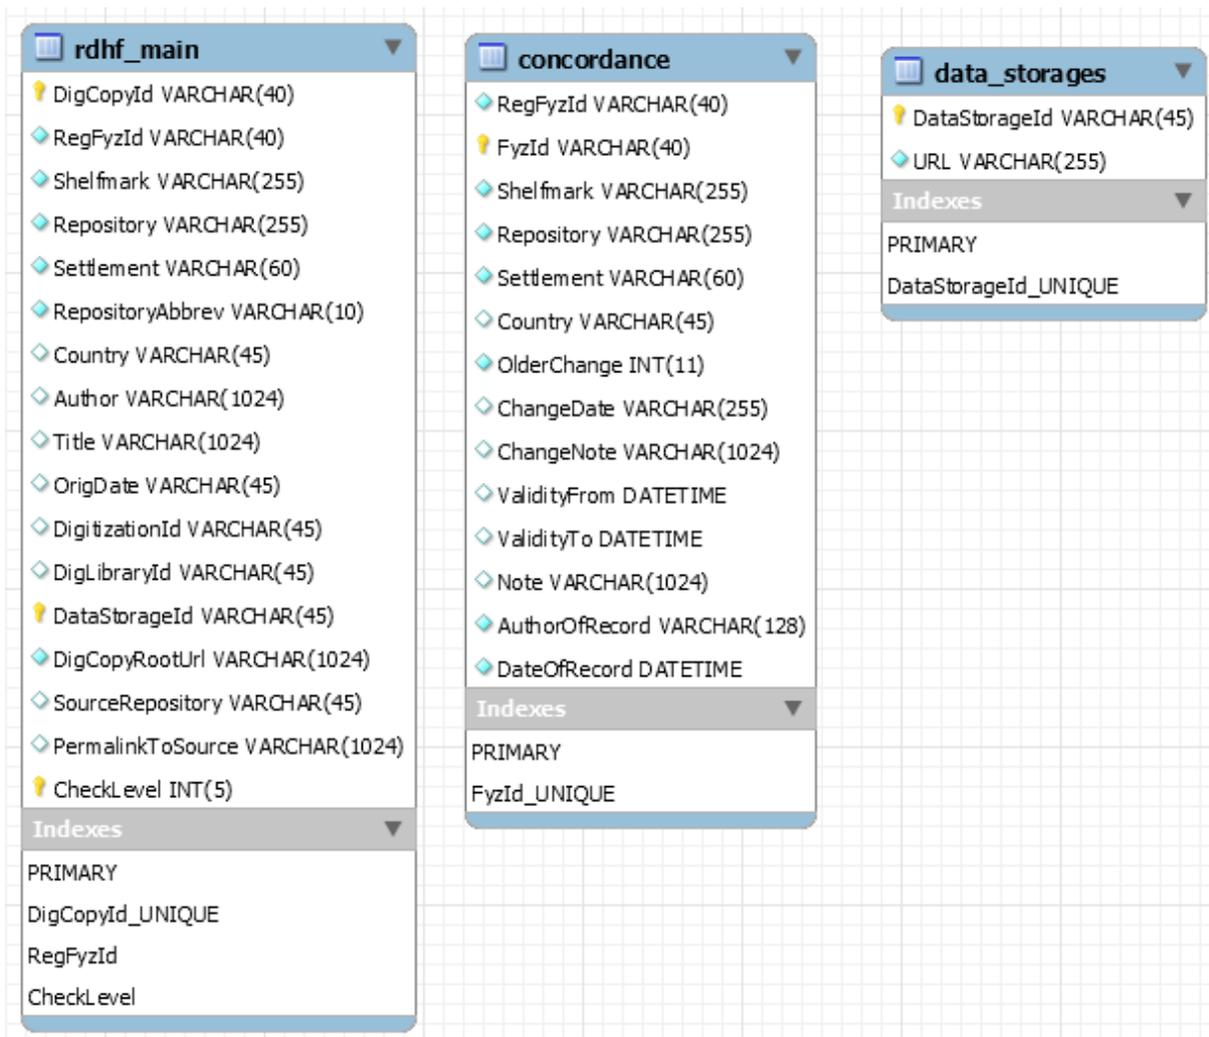 rdhf_main
DigCopyId VARCHAR(40)
RegFyzId VARCHAR(40)
Shelfmark VARCHAR(255)
Repository VARCHAR(255)
Settlement VARCHAR(60)
RepositoryAbbrev VARCHAR(10)
Country VARCHAR(45)
Author VARCHAR(1024)
Title VARCHAR(1024)
OrigDate VARCHAR(45)
DigitizationId VARCHAR(45)
DigLibraryId VARCHAR(45)
DataStorageId VARCHAR(45)
DigCopyRootUrl VARCHAR(1024)
SourceRepository VARCHAR(45)
PermalinkToSource VARCHAR(1024)
CheckLevel INT(5)
Indexes
PRIMARY
DigCopyId_UNIQUE
RegFyzId
CheckLevel
concordance
RegFyzId VARCHAR(40)
FyzId VARCHAR(40)
Shelfmark VARCHAR(255)
Repository VARCHAR(255)
Settlement VARCHAR(60)
Country VARCHAR(45)
OlderChange INT(11)
ChangeDate VARCHAR(255)
ChangeNote VARCHAR(1024)
ValidityFrom DATETIME
ValidityTo DATETIME
Note VARCHAR(1024)
AuthorOfRecord VARCHAR(128)
DateOfRecord DATETIME
Indexes
PRIMARY
FyzId_UNIQUE
data_storages
DataStorageId VARCHAR(45)
URL VARCHAR(255)
Indexes
PRIMARY
DataStorageId_UNIQUE